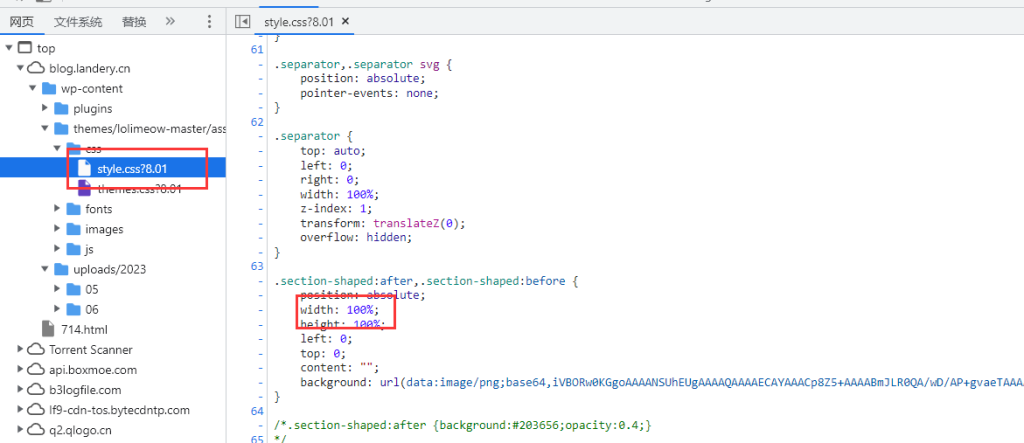 网页 文件系统 替换 »
top
blog.landery.cn
wp-content
plugins
themes/lolimeow-master/ass
css
style.css?8.01
themes.css?8.01
fonts
images
js
uploads/2023
05
06
714.html
Torrent Scanner
api.boxmoe.com
b3logfile.com
lf9-cdn-tos.bytecdntp.com
q2.qlogo.cn
style.css?8.01 ×
- }
61
- .separator,.separator svg {
- position: absolute;
- pointer-events: none;
- }
62
- .separator {
- top: auto;
- left: 0;
- right: 0;
- width: 100%;
- z-index: 1;
- transform: translateZ(0);
- overflow: hidden;
- }
63
- .section-shaped:after,.section-shaped:before {
- position: absolute;
- width: 100%;
- height: 100%;
- left: 0;
- top: 0;
- content: "";
- background: url(data:image/png;base64,iVBORw0KGgoAAAANSUhEUgAAAAQAAAAECAYAAACp8Z5+AAAABmJLR0QA/wD/AP+gvaeTAAA
- }
64
- /*.section-shaped:after {background:#203656;opacity:0.4;}
65 */